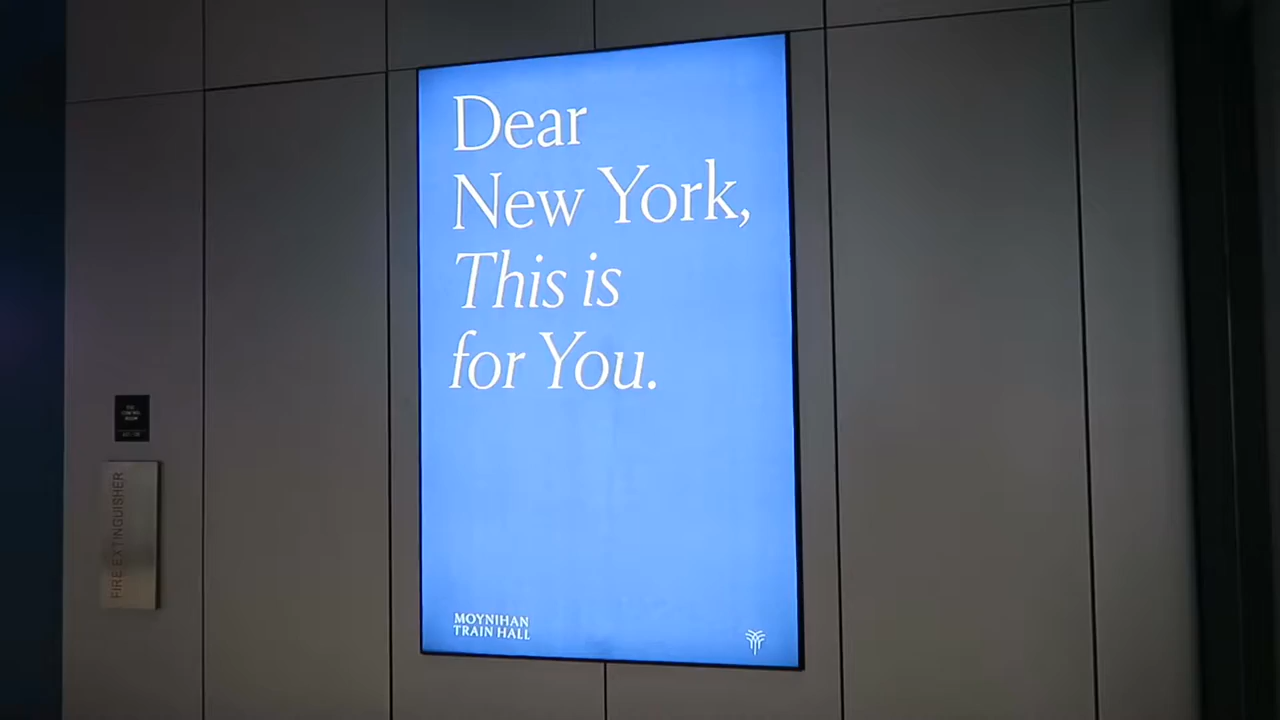 Dear
New York,
This is
for You.
MOYNIHAN
TRAIN HALL
FIRE EXTINGUISHER